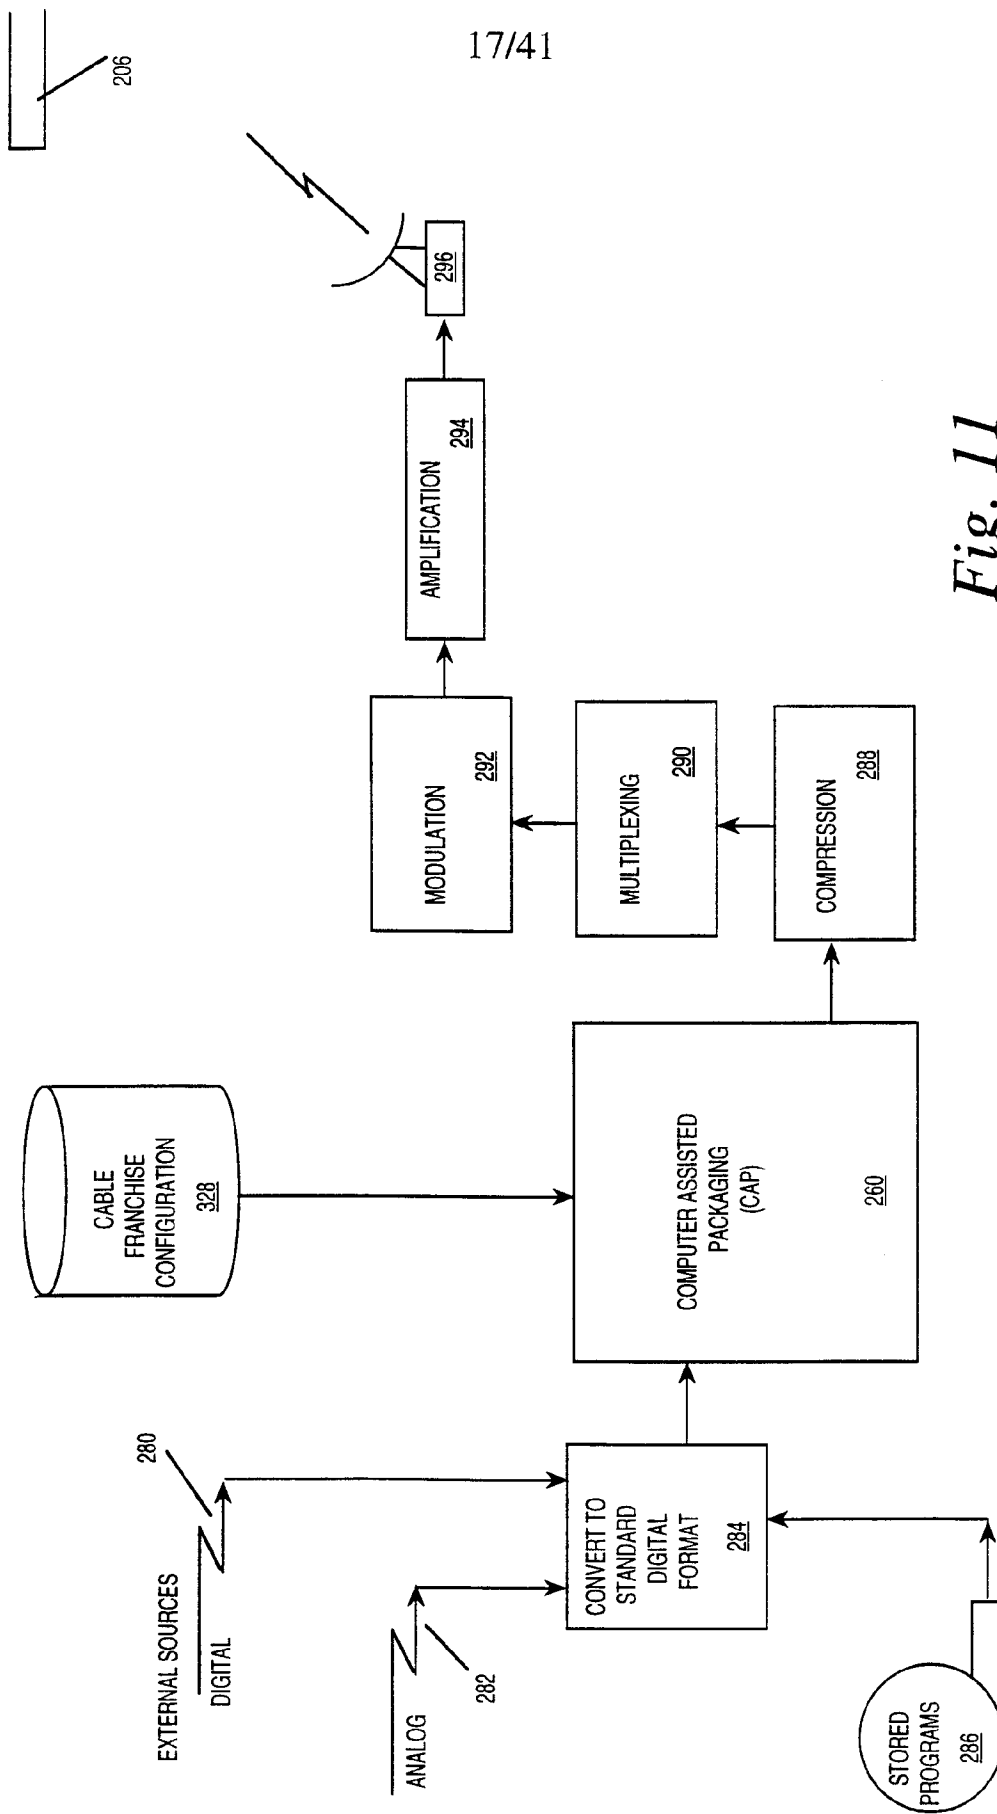 17/41
206
296
AMPLIFICATION
294
MODULATION
292
MULTIPLEXING
290
COMPRESSION
288
CABLE
FRANCHISE
CONFIGURATION
328
COMPUTER ASSISTED
PACKAGING
(CAP)
260
EXTERNAL SOURCES
DIGITAL
280
ANALOG
282
CONVERT TO
STANDARD
DIGITAL
FORMAT
284
STORED
PROGRAMS
286
Fig. 11